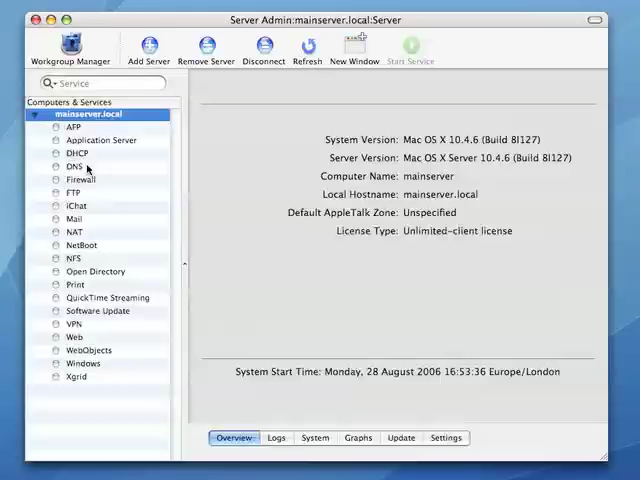 Server Admin:mainserver.local:Server
Workgroup Manager Add Server Remove Server Disconnect Refresh New Window Start Service
Service
Computers & Services
mainserver.local
AFP
Application Server
DHCP
DNS
Firewall
FTP
iChat
Mail
NAT
NetBoot
NFS
Open Directory
Print
QuickTime Streaming
Software Update
VPN
Web
WebObjects
Windows
Xgrid
System Version: Mac OS X 10.4.6 (Build 8I127)
Server Version: Mac OS X Server 10.4.6 (Build 8I127)
Computer Name: mainserver
Local Hostname: mainserver.local
Default AppleTalk Zone: Unspecified
License Type: Unlimited-client license
System Start Time: Monday, 28 August 2006 16:53:36 Europe/London
Overview Logs System Graphs Update Settings